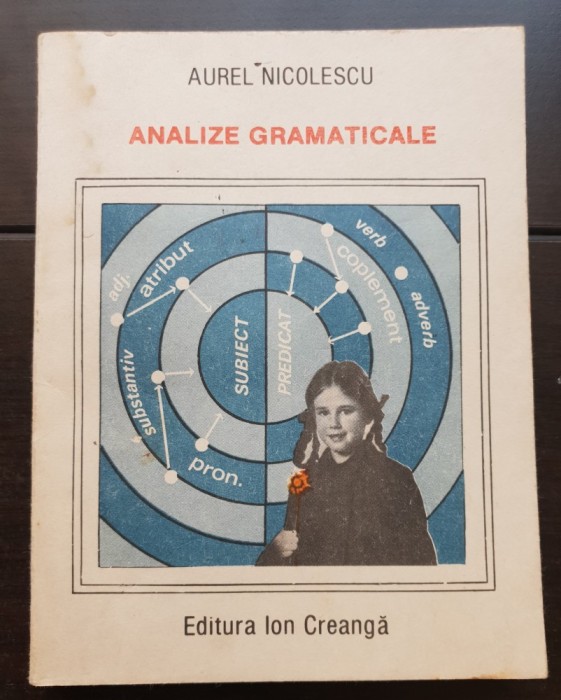 AUREL NICOLESCU
ANALIZE GRAMATICALE
adj.
atribut
substantiv
pron.
SUBIECT
PREDICAT
verb
coplement
adverb
Editura Ion Creangă